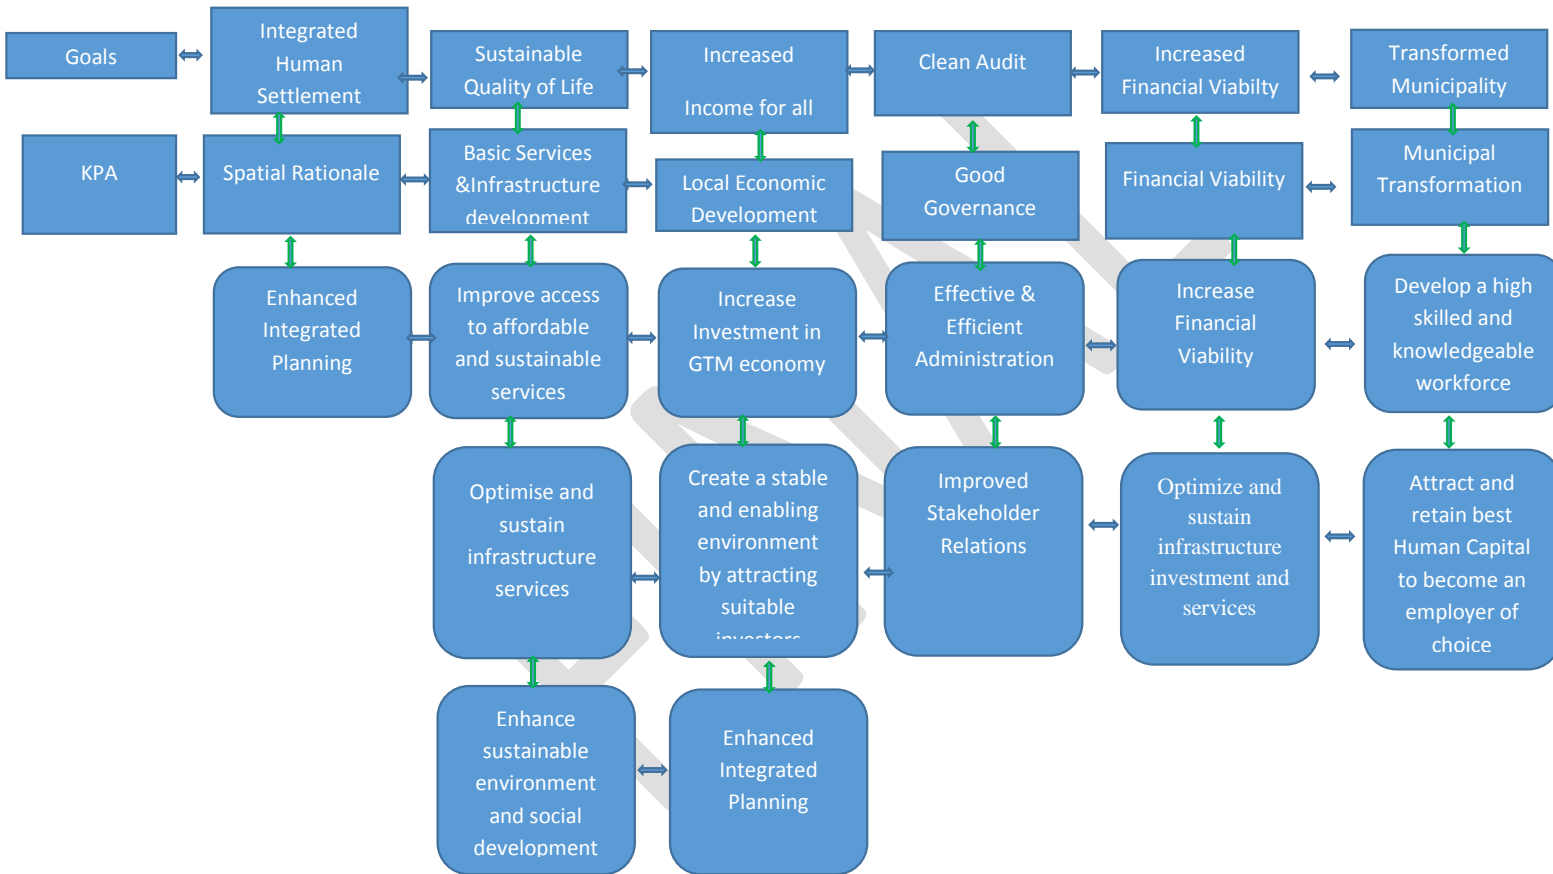 Goals
Integrated
Human
Settlement
Sustainable
Quality of Life
Increased
Income for all
Clean Audit
Increased
Financial Viabilty
Transformed
Municipality
KPA
Spatial Rationale
Basic Services
&Infrastructure
development
Local Economic
Development
Good
Governance
Financial Viability
Municipal
Transformation
Enhanced
Integrated
Planning
Improve access
to affordable
and sustainable
services
Increase
Investment in
GTM economy
Effective &
Efficient
Administration
Increase
Financial
Viability
Develop a high
skilled and
knowledgeable
workforce
Optimise and
sustain
infrastructure
services
Create a stable
and enabling
environment
by attracting
suitable
investors
Improved
Stakeholder
Relations
Optimize and
sustain
infrastructure
investment and
services
Attract and
retain best
Human Capital
to become an
employer of
choice
Enhance
sustainable
environment
and social
development
Enhanced
Integrated
Planning